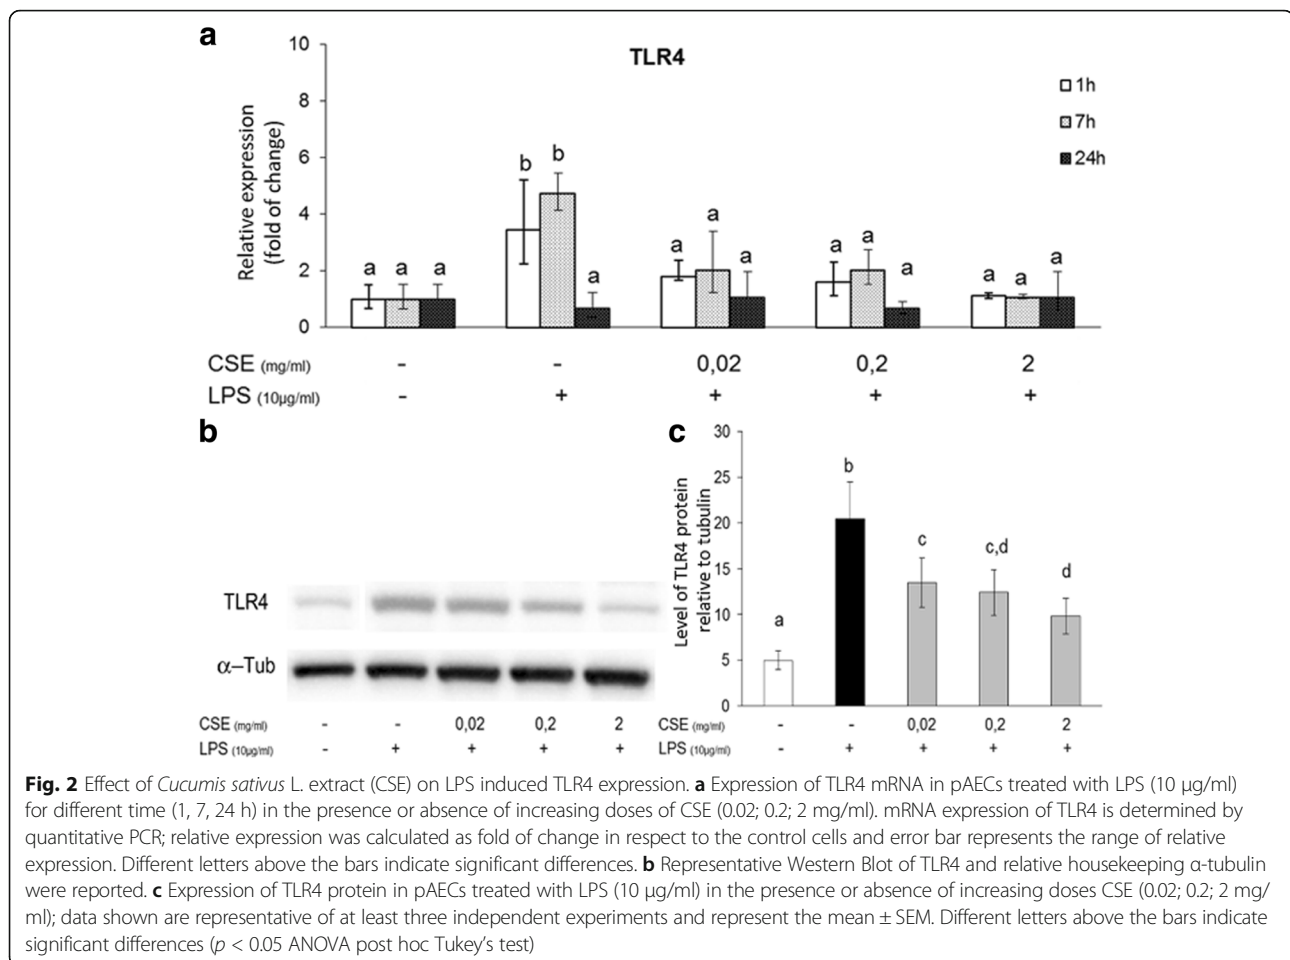 a
TLR4
10
8
6
4
2
0
Relative expression
(fold of change)
1h
7h
24h
a a a b b a a a a a a a a a a
CSE (mg/ml) - - 0,02 0,2 2
LPS (10µg/ml) - + + + +
b
TLR4
α–Tub
CSE (mg/ml) - - 0,02 0,2 2
LPS (10µg/ml) - + + + +
c
30
25
20
15
10
5
0
Level of TLR4 protein
relative to tubulin
a b c c,d d
CSE (mg/ml) - - 0,02 0,2 2
LPS (10µg/ml) - + + + +
Fig. 2 Effect of Cucumis sativus L. extract (CSE) on LPS induced TLR4 expression. a Expression of TLR4 mRNA in pAECs treated with LPS (10 μg/ml)
for different time (1, 7, 24 h) in the presence or absence of increasing doses of CSE (0.02; 0.2; 2 mg/ml). mRNA expression of TLR4 is determined by
quantitative PCR; relative expression was calculated as fold of change in respect to the control cells and error bar represents the range of relative
expression. Different letters above the bars indicate significant differences. b Representative Western Blot of TLR4 and relative housekeeping α-tubulin
were reported. c Expression of TLR4 protein in pAECs treated with LPS (10 μg/ml) in the presence or absence of increasing doses CSE (0.02; 0.2; 2 mg/
ml); data shown are representative of at least three independent experiments and represent the mean ± SEM. Different letters above the bars indicate
significant differences (p < 0.05 ANOVA post hoc Tukey's test)